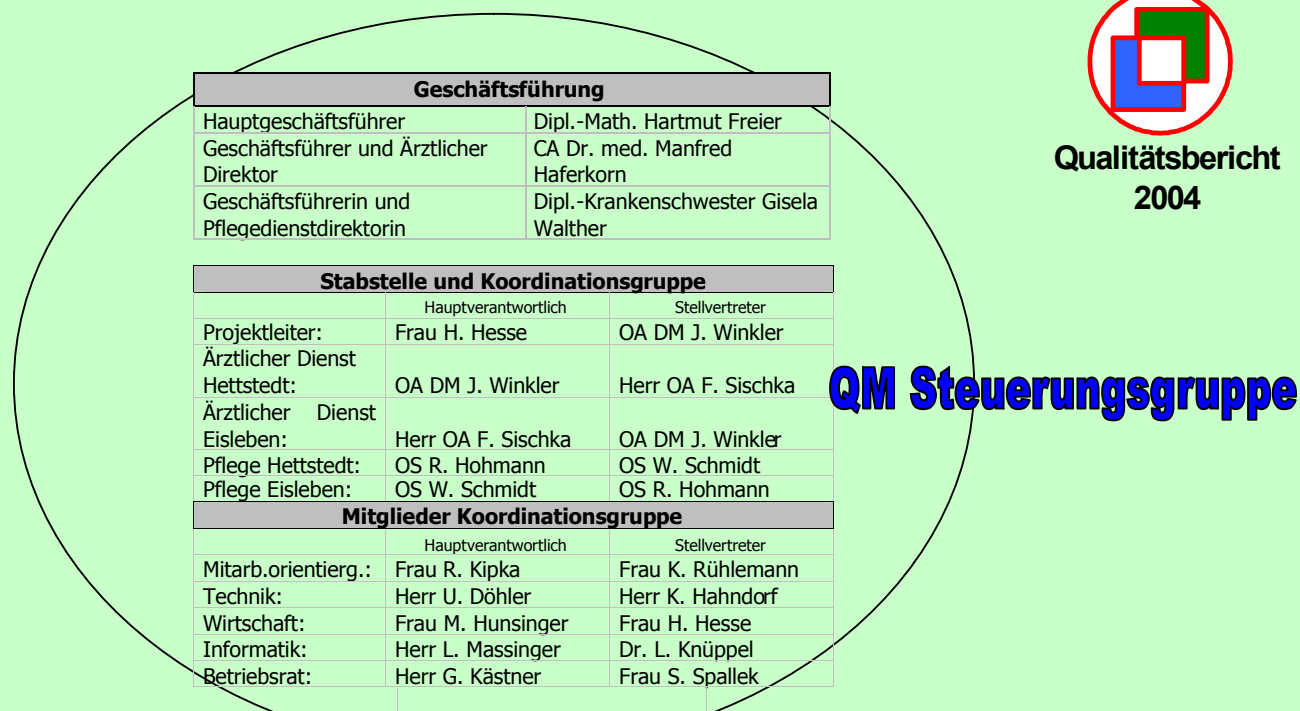 Geschäftsführung
Hauptgeschäftsführer Dipl.-Math. Hartmut Freier
Geschäftsführer und Ärztlicher CA Dr. med. Manfred
Direktor Haferkorn
Geschäftsführerin und Dipl.-Krankenschwester Gisela
Pflegedienstdirektorin Walther
Stabstelle und Koordinationsgruppe
Hauptverantwortlich Stellvertreter
Projektleiter: Frau H. Hesse OA DM J. Winkler
Ärztlicher Dienst
Hettstedt: OA DM J. Winkler Herr OA F. Sischka
Ärztlicher Dienst
Eisleben: Herr OA F. Sischka OA DM J. Winkler
Pflege Hettstedt: OS R. Hohmann OS W. Schmidt
Pflege Eisleben: OS W. Schmidt OS R. Hohmann
Mitglieder Koordinationsgruppe
Hauptverantwortlich Stellvertreter
Mitarb.orientierg.: Frau R. Kipka Frau K. Rühlemann
Technik: Herr U. Döhler Herr K. Hahndorf
Wirtschaft: Frau M. Hunsinger Frau H. Hesse
Informatik: Herr L. Massinger Dr. L. Knüppel
Betriebsrat: Herr G. Kästner Frau S. Spallek
Qualitätsbericht
2004
QM Steuerungsgruppe